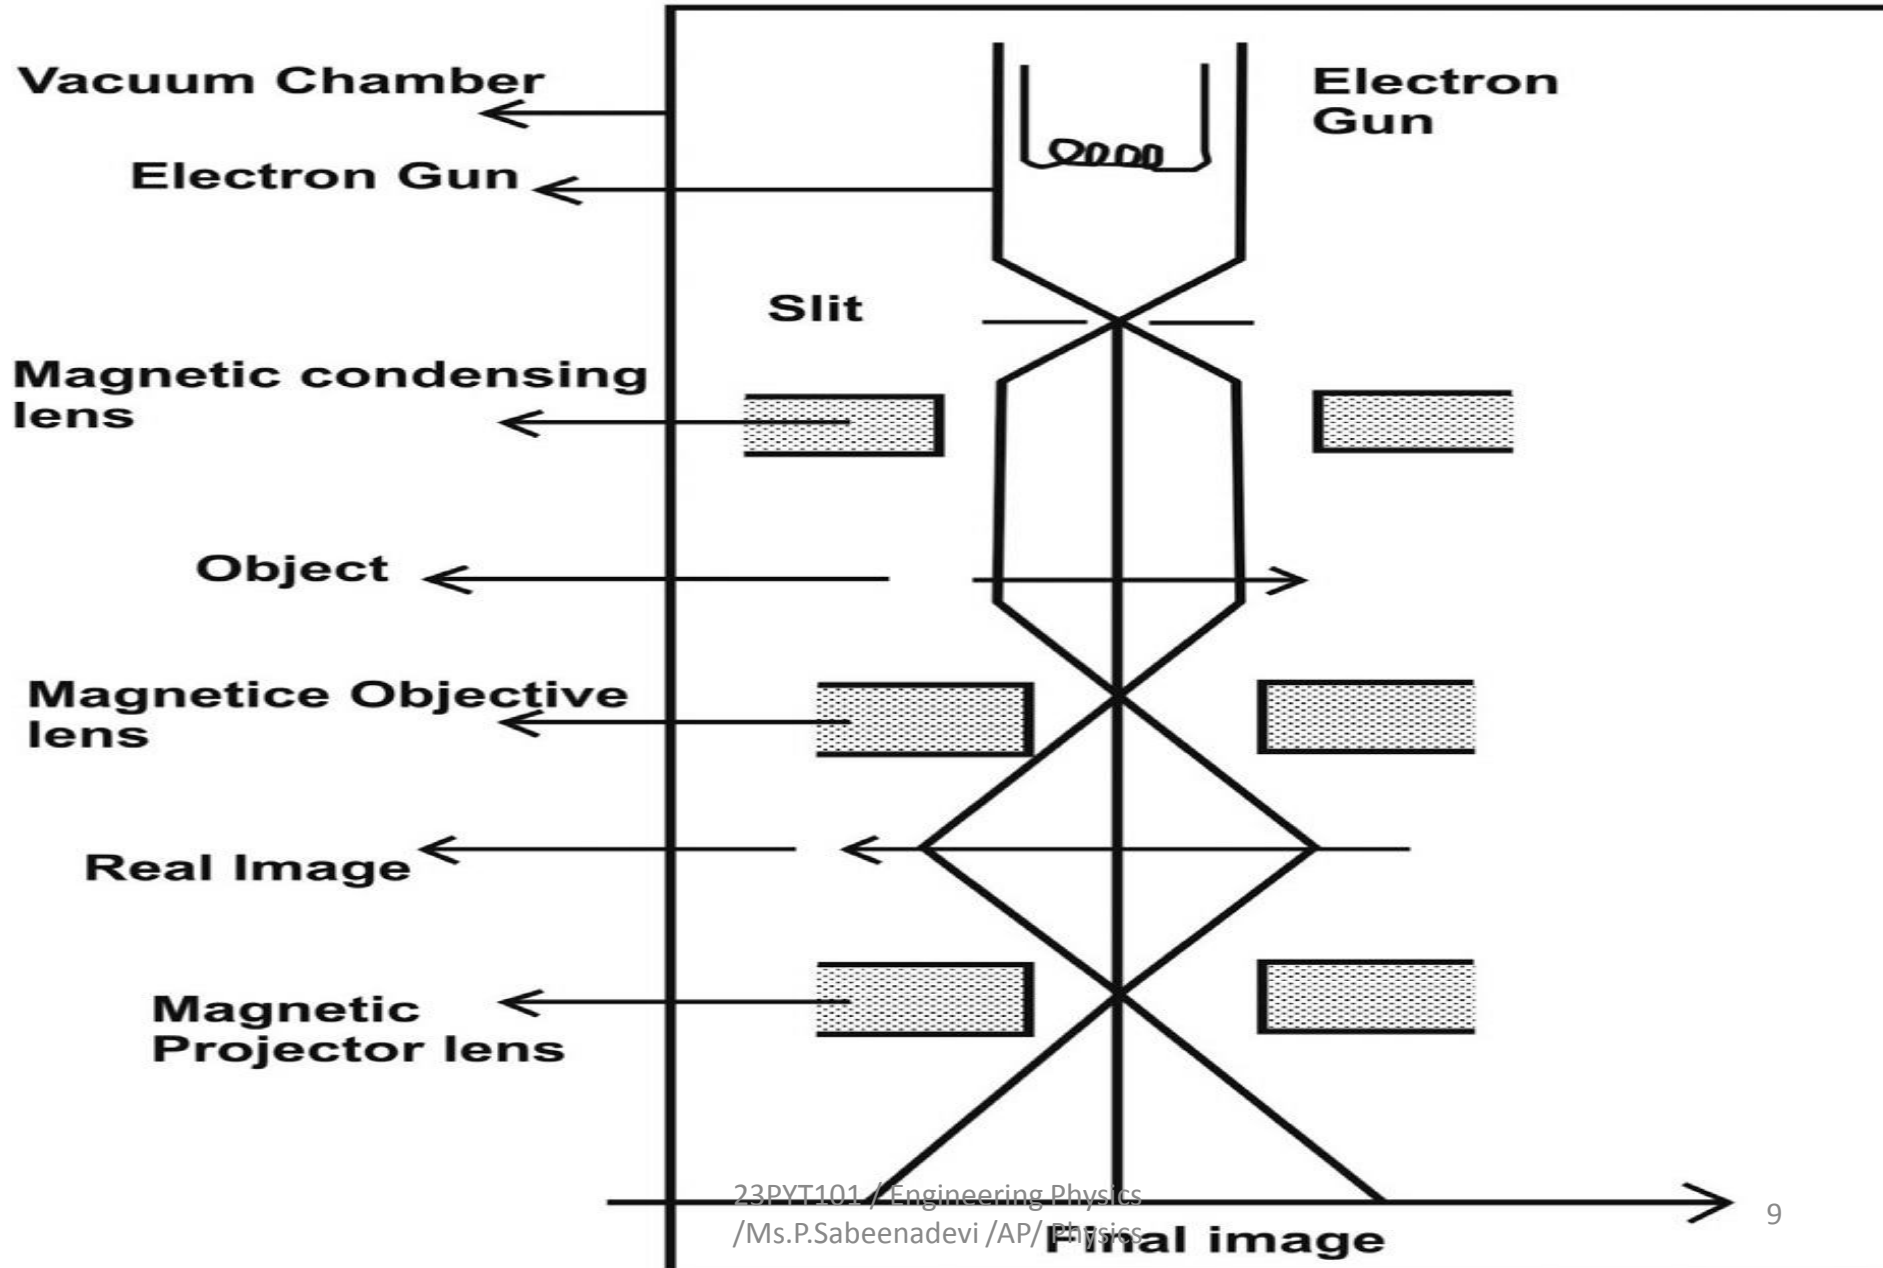 Vacuum Chamber
Electron
Gun
Electron Gun
Slit
Magnetic condensing
lens
Object
Magnetice Objective
lens
Real Image
Magnetic
Projector lens
23PYT101 / Engineering Physics
/Ms.P.Sabeenadevi /AP/ Physics
9
Final image